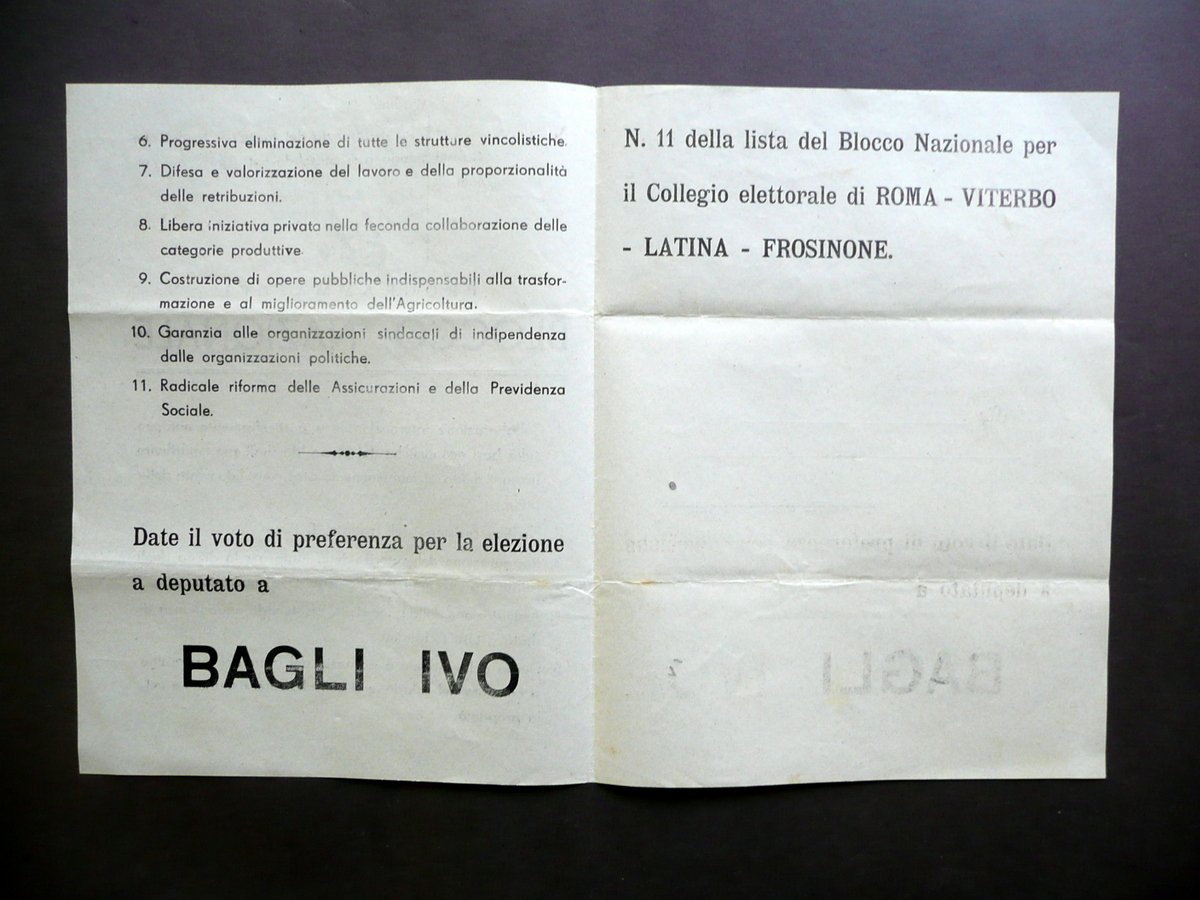 6. Progressiva eliminazione di tutte le strutture vincolistiche.
7. Difesa e valorizzazione del lavoro e della proporzionalità
delle retribuzioni.
8. Libera iniziativa privata nella feconda collaborazione delle
categorie produttive.
9. Costruzione di opere pubbliche indispensabili alla trasfor-
mazione e al miglioramento dell'Agricoltura.
10. Garanzia alle organizzazioni sindacali di indipendenza
dalle organizzazioni politiche.
11. Radicale riforma delle Assicurazioni e della Previdenza
Sociale.
Date il voto di preferenza per la elezione
a deputato a
BAGLI IVO
N. 11 della lista del Blocco Nazionale per
il Collegio elettorale di ROMA - VITERBO
- LATINA - FROSINONE.